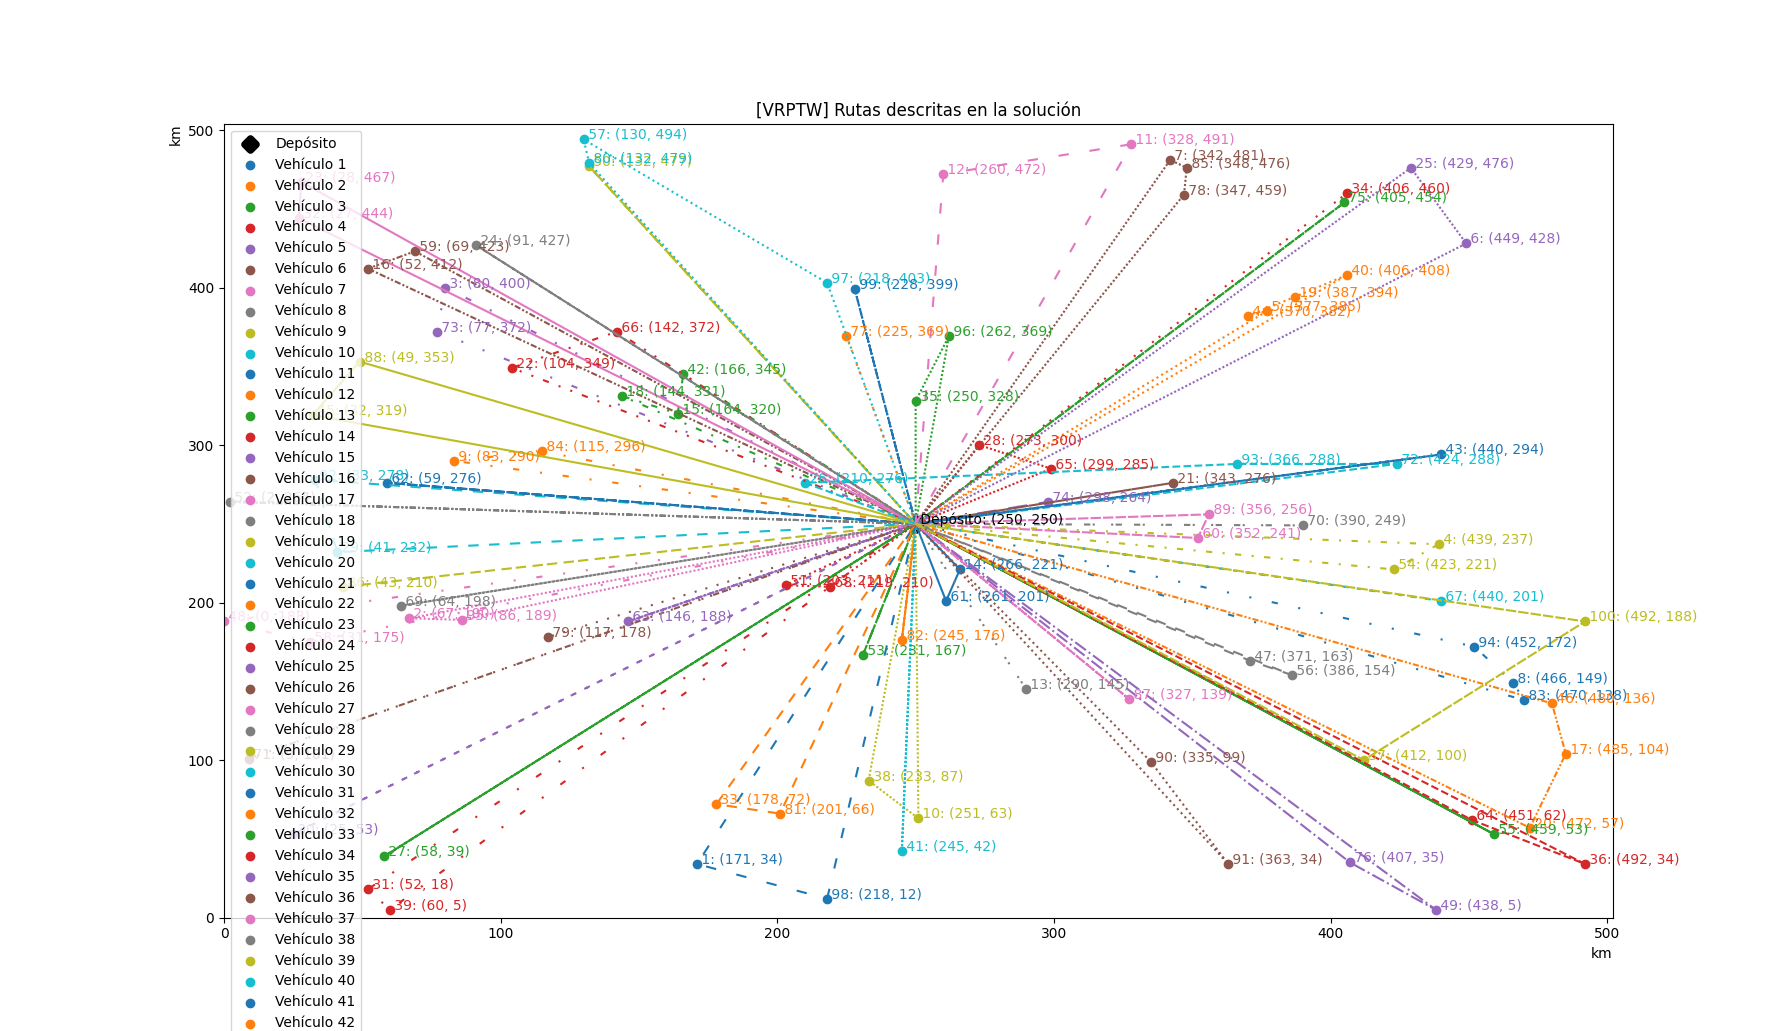 [VRPTW] Rutas descritas en la solución
km
500
400
300
200
100
0
0
100
200
300
400
500
km
Depósito
Vehículo 1
Vehículo 2
Vehículo 3
Vehículo 4
Vehículo 5
Vehículo 6
Vehículo 7
Vehículo 8
Vehículo 9
Vehículo 10
Vehículo 11
Vehículo 12
Vehículo 13
Vehículo 14
Vehículo 15
Vehículo 16
Vehículo 17
Vehículo 18
Vehículo 19
Vehículo 20
Vehículo 21
Vehículo 22
Vehículo 23
Vehículo 24
Vehículo 25
Vehículo 26
Vehículo 27
Vehículo 28
Vehículo 29
Vehículo 30
Vehículo 31
Vehículo 32
Vehículo 33
Vehículo 34
Vehículo 35
Vehículo 36
Vehículo 37
Vehículo 38
Vehículo 39
Vehículo 40
Vehículo 41
Vehículo 42
57: (130, 494)
80: (132, 479)
11: (328, 491)
12: (260, 472)
7: (342, 481)
85: (348, 476)
78: (347, 459)
25: (429, 476)
34: (406, 460)
75: (405, 454)
6: (449, 428)
24: (91, 427)
59: (69, 423)
16: (52, 412)
3: (80, 400)
97: (218, 403)
99: (228, 399)
40: (406, 408)
19: (387, 394)
73: (77, 372)
66: (142, 372)
77: (225, 369)
96: (262, 369)
88: (49, 353)
22: (104, 349)
42: (166, 345)
18: (144, 331)
15: (164, 320)
35: (250, 328)
28: (273, 300)
65: (299, 285)
84: (115, 296)
9: (83, 290)
62: (59, 276)
43: (440, 294)
93: (366, 288)
72: (424, 288)
21: (343, 276)
Depósito: (250, 250)
89: (356, 256)
70: (390, 249)
60: (352, 241)
4: (439, 237)
54: (423, 221)
14: (266, 221)
61: (261, 201)
67: (440, 201)
69: (64, 198)
63: (146, 188)
79: (117, 178)
82: (245, 176)
53: (231, 167)
100: (492, 188)
94: (452, 172)
47: (371, 163)
56: (386, 154)
8: (466, 149)
13: (290, 145)
87: (327, 139)
17: (485, 104)
90: (335, 99)
38: (233, 87)
33: (178, 72)
81: (201, 66)
10: (251, 63)
64: (451, 62)
41: (245, 42)
27: (58, 39)
1: (171, 34)
91: (363, 34)
76: (407, 35)
36: (492, 34)
31: (52, 18)
98: (218, 12)
39: (60, 5)
49: (438, 5)